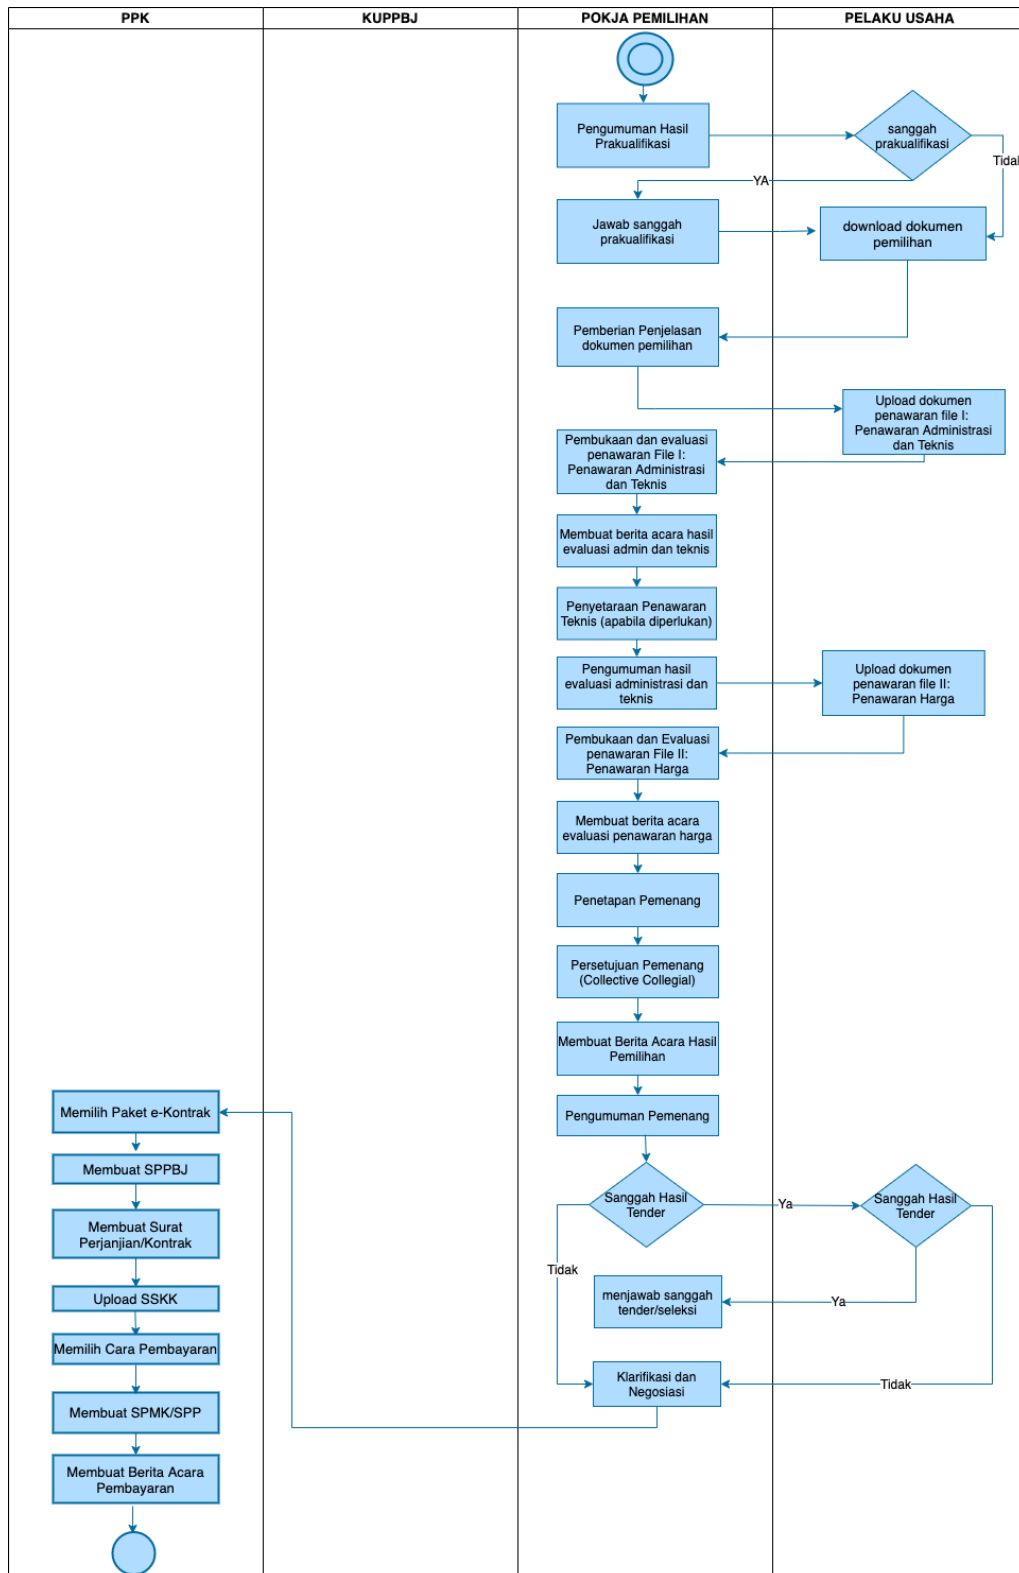 PPK
KUPPBJ
POKJA PEMILIHAN
PELAKU USAHA
Pengumuman Hasil
Prakualifikasi
sanggah
prakualifikasi
Tidak
YA
Jawab sanggah
prakualifikasi
download dokumen
pemilihan
Pemberian Penjelasan
dokumen pemilihan
Upload dokumen
penawaran file I:
Penawaran Administrasi
dan Teknis
Pembukaan dan evaluasi
penawaran File I:
Penawaran Administrasi
dan Teknis
Membuat berita acara hasil
evaluasi admin dan teknis
Penyetaraan Penawaran
Teknis (apabila diperlukan)
Pengumuman hasil
evaluasi administrasi dan
teknis
Upload dokumen
penawaran file II:
Penawaran Harga
Pembukaan dan Evaluasi
penawaran File II:
Penawaran Harga
Membuat berita acara
evaluasi penawaran harga
Penetapan Pemenang
Persetujuan Pemenang
(Collective Collegial)
Membuat Berita Acara Hasil
Pemilihan
Pengumuman Pemenang
Memilih Paket e-Kontrak
Membuat SPPBJ
Membuat Surat
Perjanjian/Kontrak
Upload SSKK
Memilih Cara Pembayaran
Membuat SPMK/SPP
Membuat Berita Acara
Pembayaran
Sanggah Hasil
Tender
Ya
Sanggah Hasil
Tender
Tidak
menjawab sanggah
tender/seleksi
Ya
Klarifikasi dan
Negosiasi
Tidak